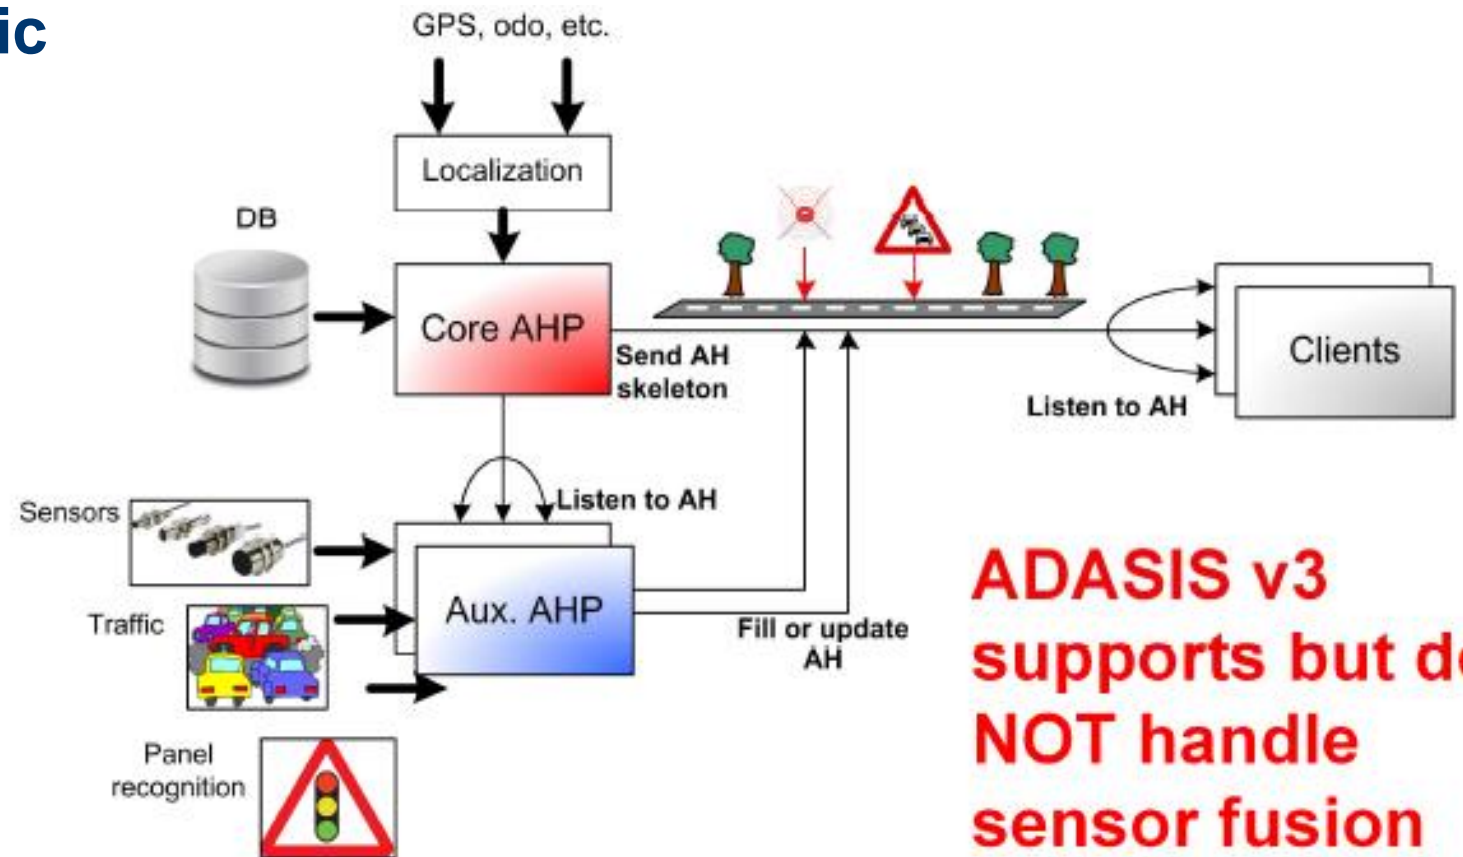 ic
GPS, odo, etc.
Localization
DB
Core AHP
Send AH
skeleton
Clients
Listen to AH
Listen to AH
Sensors
Traffic
Aux. AHP
Fill or update
AH
Panel
recognition
ADASIS v3
supports but d
NOT handle
sensor fusion